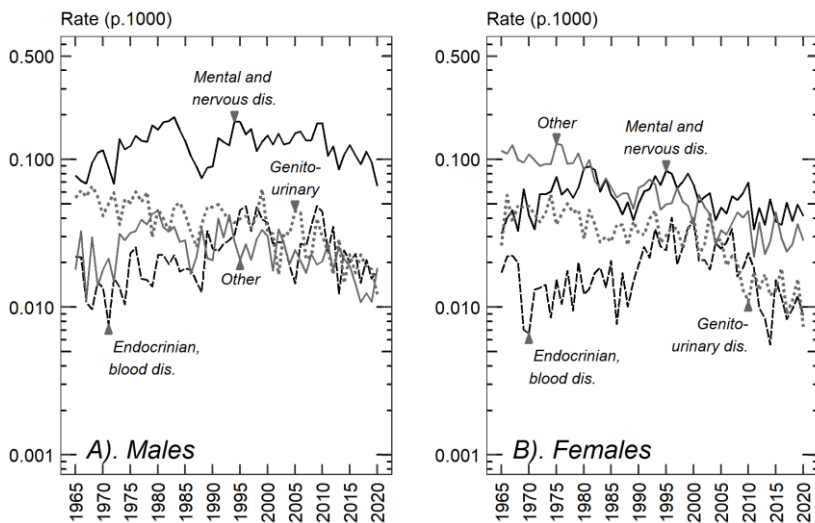 Rate (p.1000)
0.500
0.100
0.010
0.001
Mental and
nervous dis.
Genito-
urinary
Other
Endocrinian,
blood dis.
A). Males
1965
1970
1975
1980
1985
1990
1995
2000
2005
2010
2015
2020
Rate (p.1000)
0.500
0.100
0.010
0.001
Other
Mental and
nervous dis.
Genito-
urinary dis.
Endocrinian,
blood dis.
B). Females
1965
1970
1975
1980
1985
1990
1995
2000
2005
2010
2015
2020